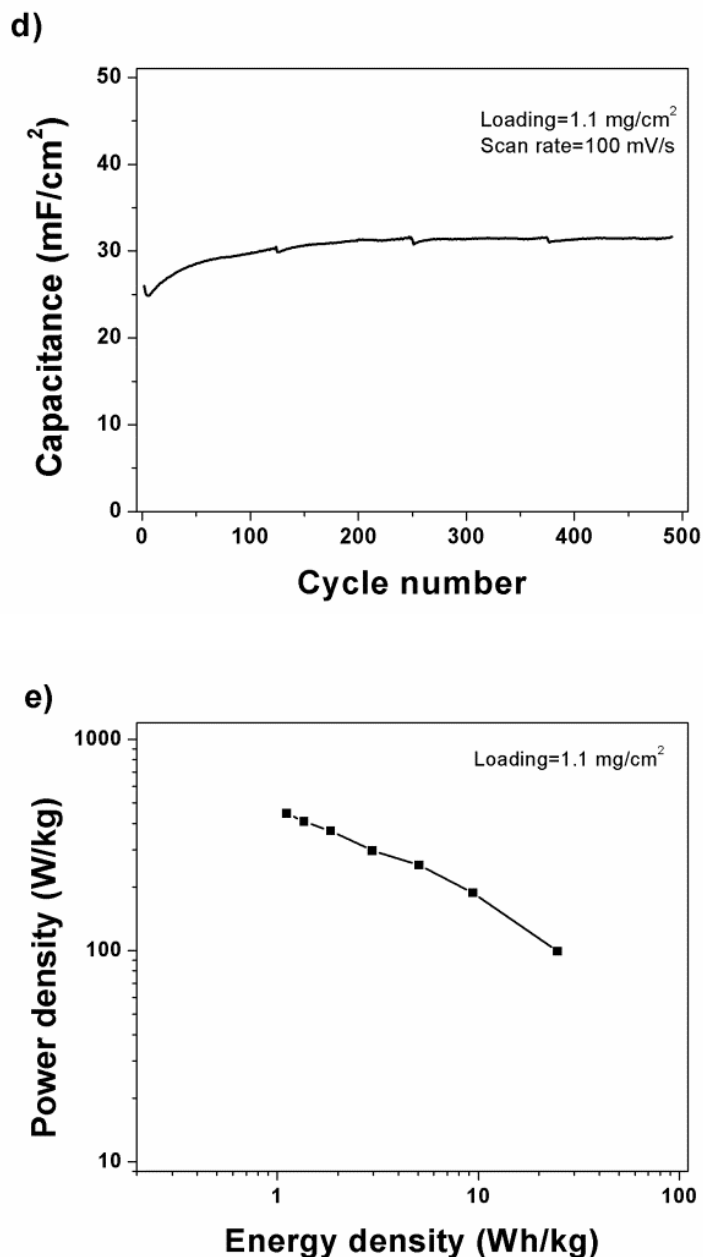 d)
50
40
30
20
10
0
Capacitance (mF/cm²)
Loading=1.1 mg/cm²
Scan rate=100 mV/s
0 100 200 300 400 500
Cycle number
e)
1000
100
10
Power density (W/kg)
Loading=1.1 mg/cm²
1 10 100
Energy density (Wh/kg)